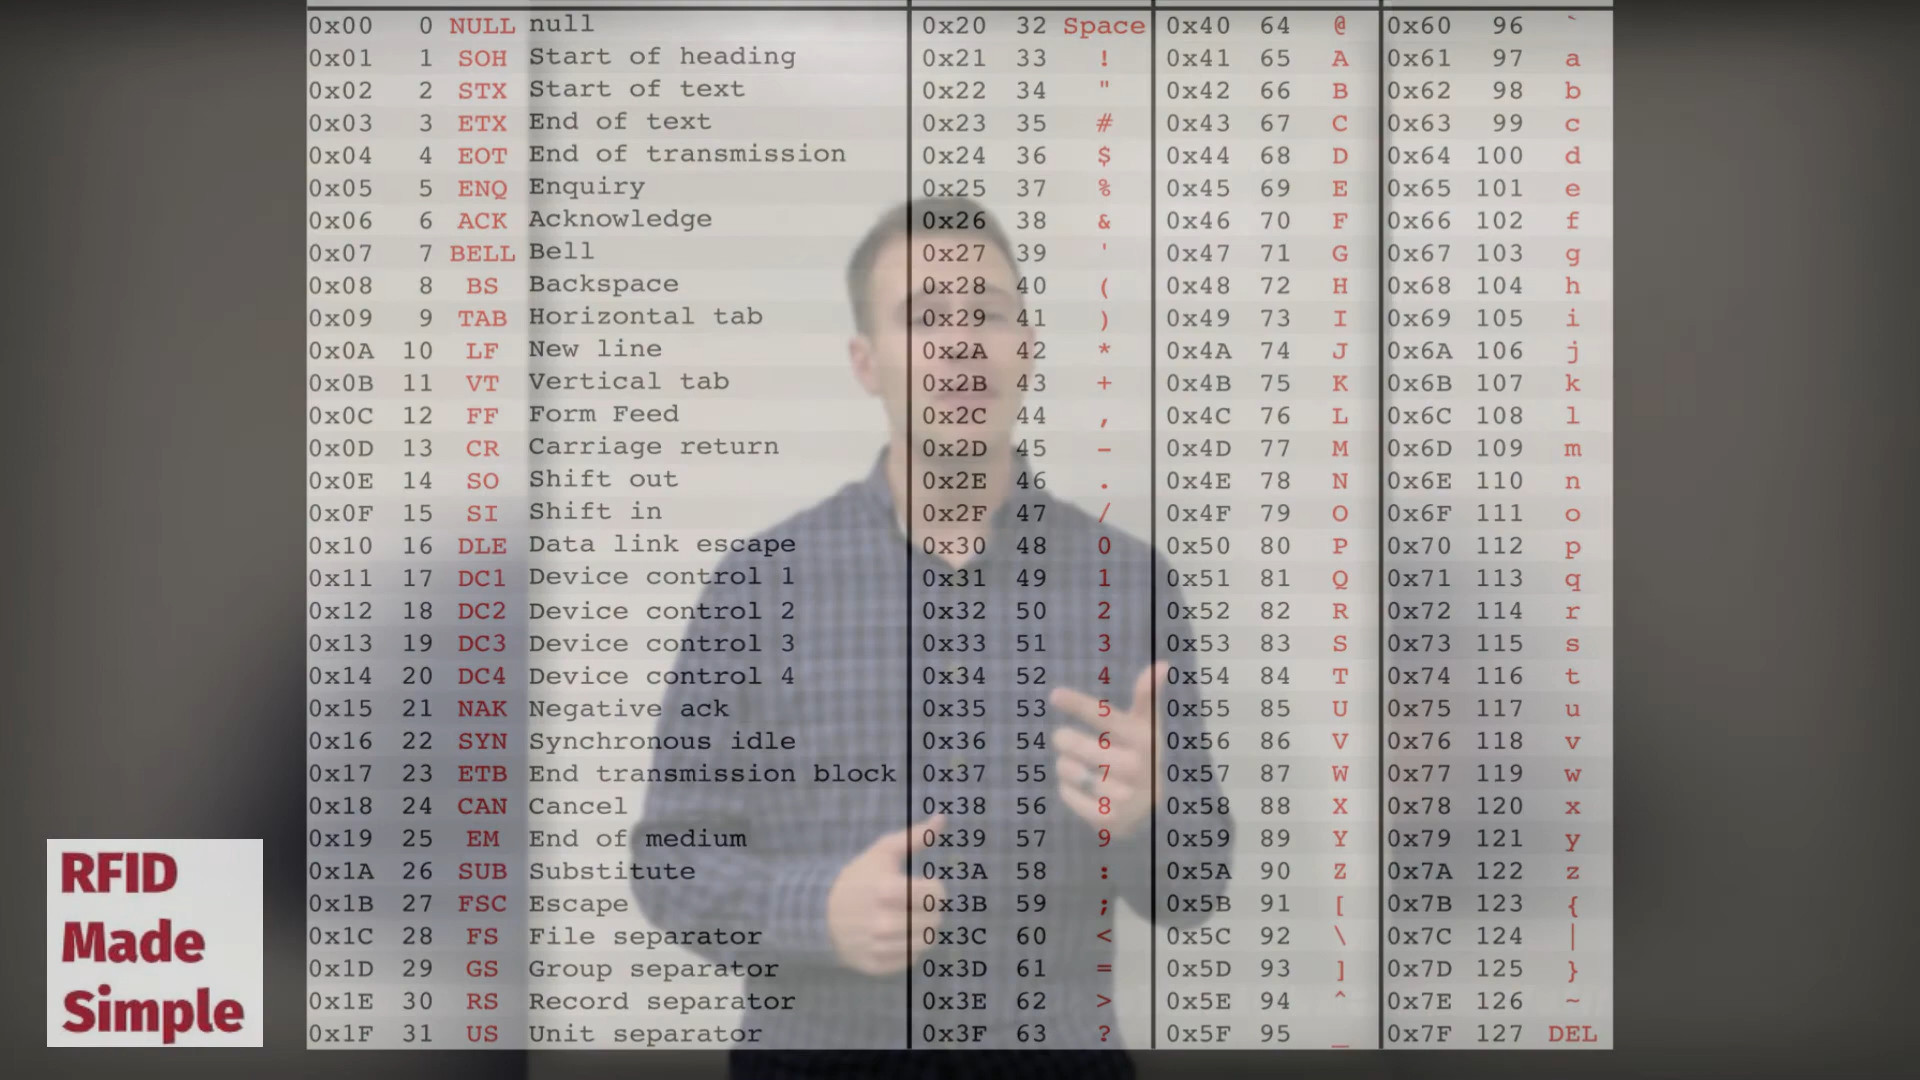 0x00 0 NULL null 0x20 32 Space 0x40 64 @ 0x60 96 `
0x01 1 SOH Start of heading 0x21 33 ! 0x41 65 A 0x61 97 a
0x02 2 STX Start of text 0x22 34 " 0x42 66 B 0x62 98 b
0x03 3 ETX End of text 0x23 35 # 0x43 67 C 0x63 99 c
0x04 4 EOT End of transmission 0x24 36 $ 0x44 68 D 0x64 100 d
0x05 5 ENQ Enquiry 0x25 37 % 0x45 69 E 0x65 101 e
0x06 6 ACK Acknowledge 0x26 38 & 0x46 70 F 0x66 102 f
0x07 7 BELL Bell 0x27 39 ' 0x47 71 G 0x67 103 g
0x08 8 BS Backspace 0x28 40 ( 0x48 72 H 0x68 104 h
0x09 9 TAB Horizontal tab 0x29 41 ) 0x49 73 I 0x69 105 i
0x0A 10 LF New line 0x2A 42 * 0x4A 74 J 0x6A 106 j
0x0B 11 VT Vertical tab 0x2B 43 + 0x4B 75 K 0x6B 107 k
0x0C 12 FF Form Feed 0x2C 44 , 0x4C 76 L 0x6C 108 l
0x0D 13 CR Carriage return 0x2D 45 - 0x4D 77 M 0x6D 109 m
0x0E 14 SO Shift out 0x2E 46 . 0x4E 78 N 0x6E 110 n
0x0F 15 SI Shift in 0x2F 47 / 0x4F 79 O 0x6F 111 o
0x10 16 DLE Data link escape 0x30 48 0 0x50 80 P 0x70 112 p
0x11 17 DC1 Device control 1 0x31 49 1 0x51 81 Q 0x71 113 q
0x12 18 DC2 Device control 2 0x32 50 2 0x52 82 R 0x72 114 r
0x13 19 DC3 Device control 3 0x33 51 3 0x53 83 S 0x73 115 s
0x14 20 DC4 Device control 4 0x34 52 4 0x54 84 T 0x74 116 t
0x15 21 NAK Negative ack 0x35 53 5 0x55 85 U 0x75 117 u
0x16 22 SYN Synchronous idle 0x36 54 6 0x56 86 V 0x76 118 v
0x17 23 ETB End transmission block 0x37 55 7 0x57 87 W 0x77 119 w
0x18 24 CAN Cancel 0x38 56 8 0x58 88 X 0x78 120 x
0x19 25 EM End of medium 0x39 57 9 0x59 89 Y 0x79 121 y
0x1A 26 SUB Substitute 0x3A 58 : 0x5A 90 Z 0x7A 122 z
0x1B 27 FSC Escape 0x3B 59 ; 0x5B 91 [ 0x7B 123 {
0x1C 28 FS File separator 0x3C 60 < 0x5C 92 \ 0x7C 124 |
0x1D 29 GS Group separator 0x3D 61 = 0x5D 93 ] 0x7D 125 }
0x1E 30 RS Record separator 0x3E 62 > 0x5E 94 ^ 0x7E 126 ~
0x1F 31 US Unit separator 0x3F 63 ? 0x5F 95 _ 0x7F 127 DEL
RFID
Made
Simple